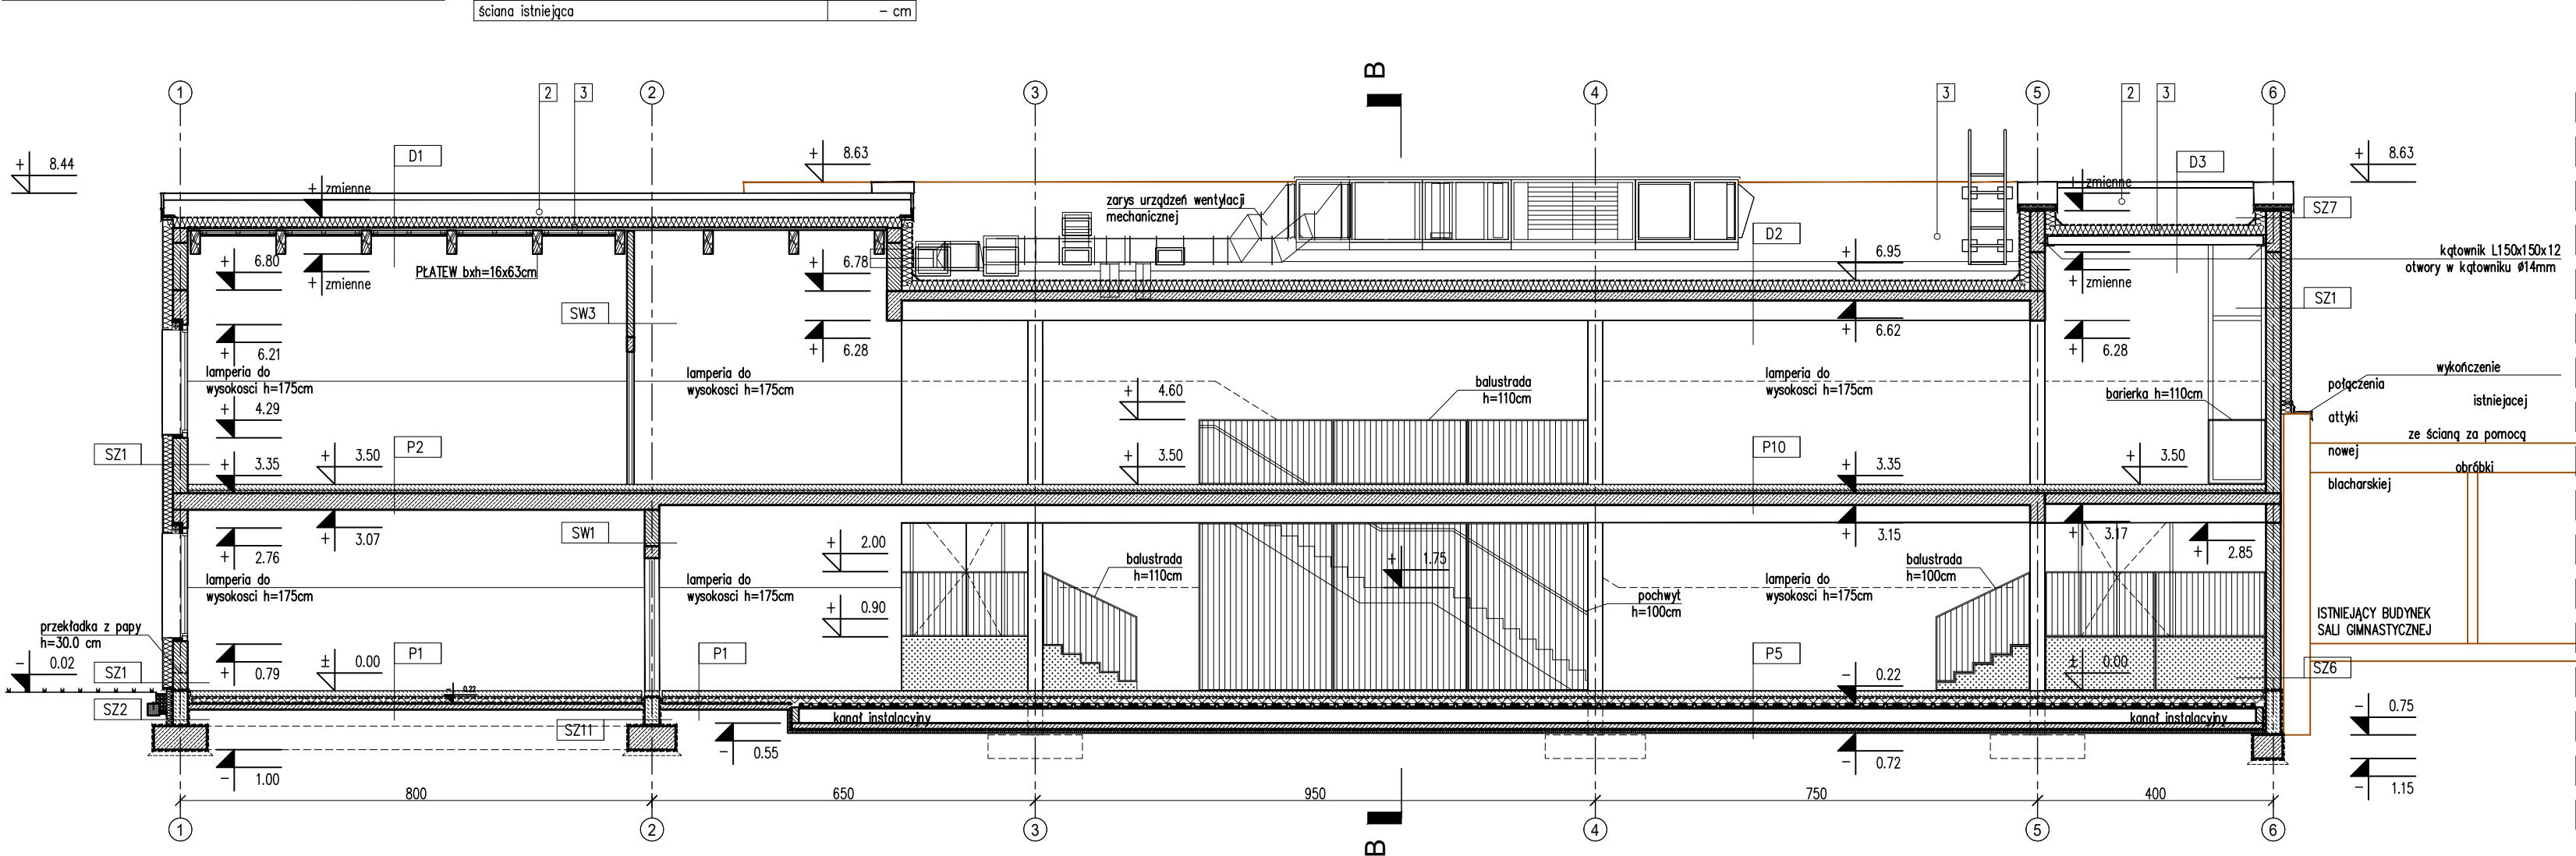 ściana istniejąca – cm
B
1 2 3 2 3 4 3 5 2 3 6
+ 8.44
D1
+ 8.63
D3
+ 8.63
+ zmienne
zarys urządzeń wentylacji
mechanicznej
+ zmienne
SZ7
D2
+ 6.80
PŁATEW bxh=16x63cm
+ zmienne
+ 6.78
+ 6.95
kątownik L150x150x12
otwory w kątowniku ø14mm
+ zmienne
SZ1
SW3
+ 6.21
+ 6.28
+ 6.62
+ 6.28
lamperia do
wysokosci h=175cm
lamperia do
wysokosci h=175cm
balustrada
h=110cm
lamperia do
wysokosci h=175cm
wykończenie
połączenia
istniejacej
attyki
ze ścianą za pomocą
nowej
obróbki
blacharskiej
+ 4.60
barierka h=110cm
+ 4.29
SZ1
P2
P10
+ 3.35
+ 3.50
+ 3.50
+ 3.35
+ 3.50
+ 3.07
SW1
+ 3.15
+ 3.17
+ 2.85
+ 2.76
+ 2.00
+ 1.75
balustrada
h=110cm
balustrada
h=100cm
lamperia do
wysokosci h=175cm
lamperia do
wysokosci h=175cm
lamperia do
wysokosci h=175cm
pochwyt
h=100cm
+ 0.90
ISTNIEJĄCY BUDYNEK
SALI GIMNASTYCZNEJ
przekładka z papy
h=30.0 cm
– 0.02
SZ1
+ 0.79
± 0.00
P1
P1
P5
– 0.22
± 0.00
SZ6
0.22
SZ2
SZ11
kanał instalacyjny
kanał instalacyjny
– 0.75
– 0.55
– 1.00
– 0.72
– 1.15
800 650 950 750 400
1 2 3 4 5 6
B